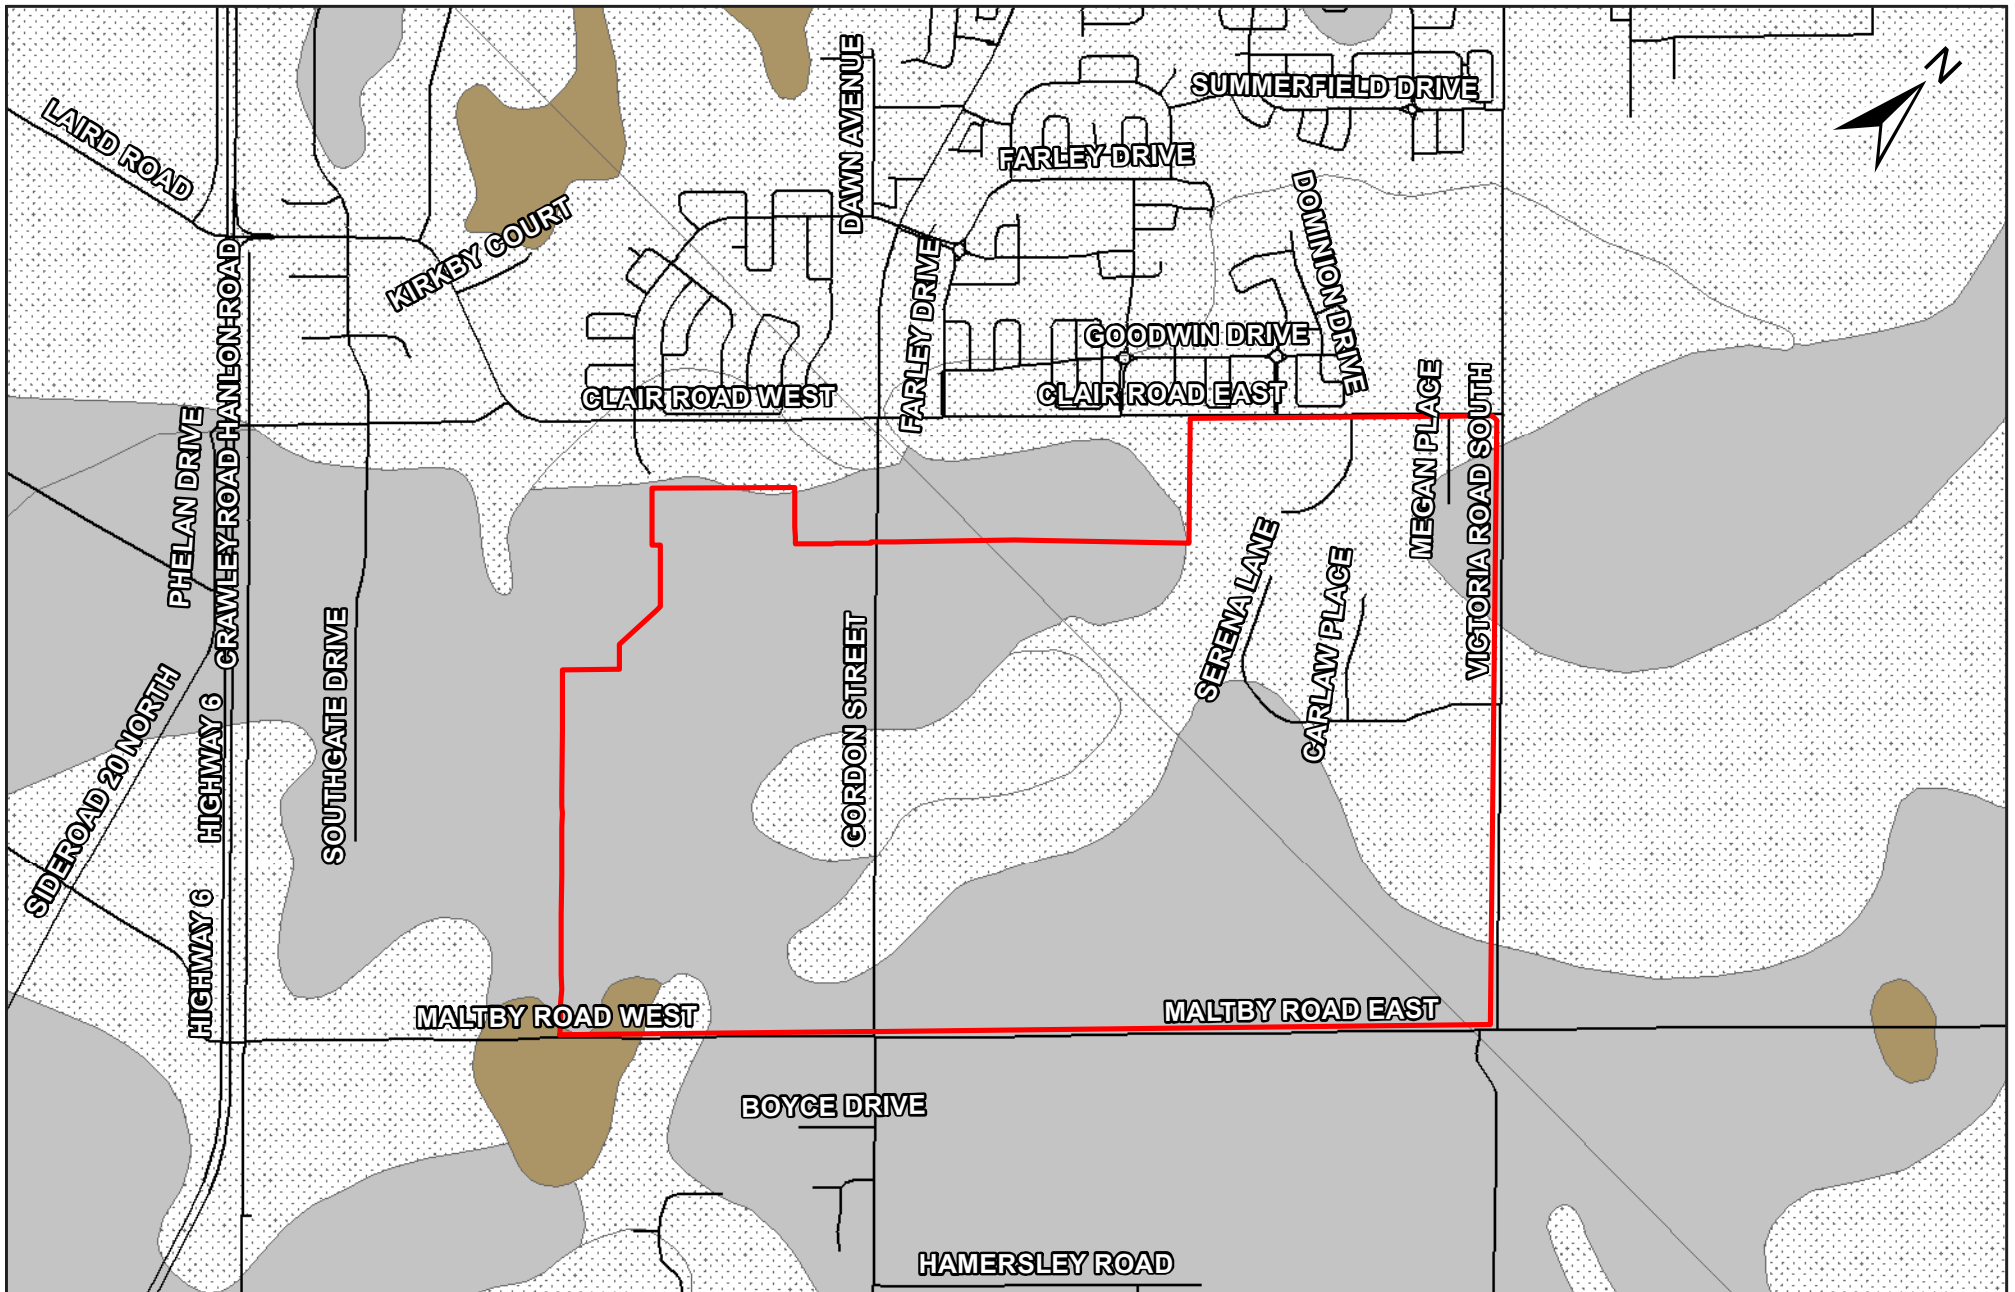 N
SUMMERFIELD DRIVE
DAWN AVENUE
LAIRD ROAD
FARLEY DRIVE
DOMINION DRIVE
KIRKBY COURT
CRAWLEY ROAD HANLON ROAD
FARLEY DRIVE
GOODWIN DRIVE
CLAIR ROAD WEST
CLAIR ROAD EAST
MEGAN PLACE
VICTORIA ROAD SOUTH
PHELAN DRIVE
SERENA LANE
CARLAW PLACE
SOUTHGATE DRIVE
GORDON STREET
SIDEROAD 20 NORTH
HIGHWAY 6
HIGHWAY 6
MALTBY ROAD WEST
MALTBY ROAD EAST
BOYCE DRIVE
HAMERSLEY ROAD